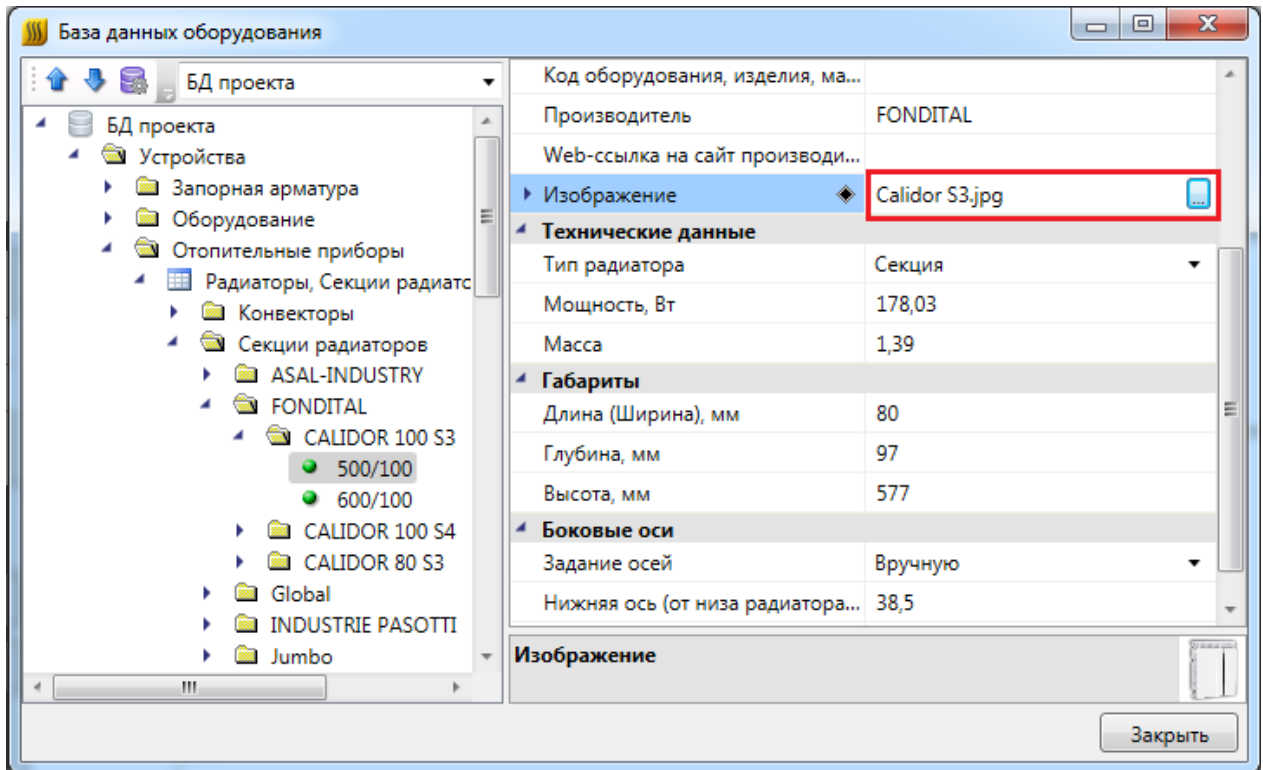 База данных оборудования
БД проекта
БД проекта
Устройства
Запорная арматура
Оборудование
Отопительные приборы
Радиаторы, Секции радиатс
Конвекторы
Секции радиаторов
ASAL-INDUSTRY
FONDITAL
CALIDOR 100 S3
500/100
600/100
CALIDOR 100 S4
CALIDOR 80 S3
Global
INDUSTRIE PASOTTI
Jumbo
Код оборудования, изделия, ма...
Производитель FONDITAL
Web-ссылка на сайт производи...
Изображение Calidor S3.jpg ...
Технические данные
Тип радиатора Секция
Мощность, Вт 178,03
Масса 1,39
Габариты
Длина (Ширина), мм 80
Глубина, мм 97
Высота, мм 577
Боковые оси
Задание осей Вручную
Нижняя ось (от низа радиатора... 38,5
Изображение
Закрыть